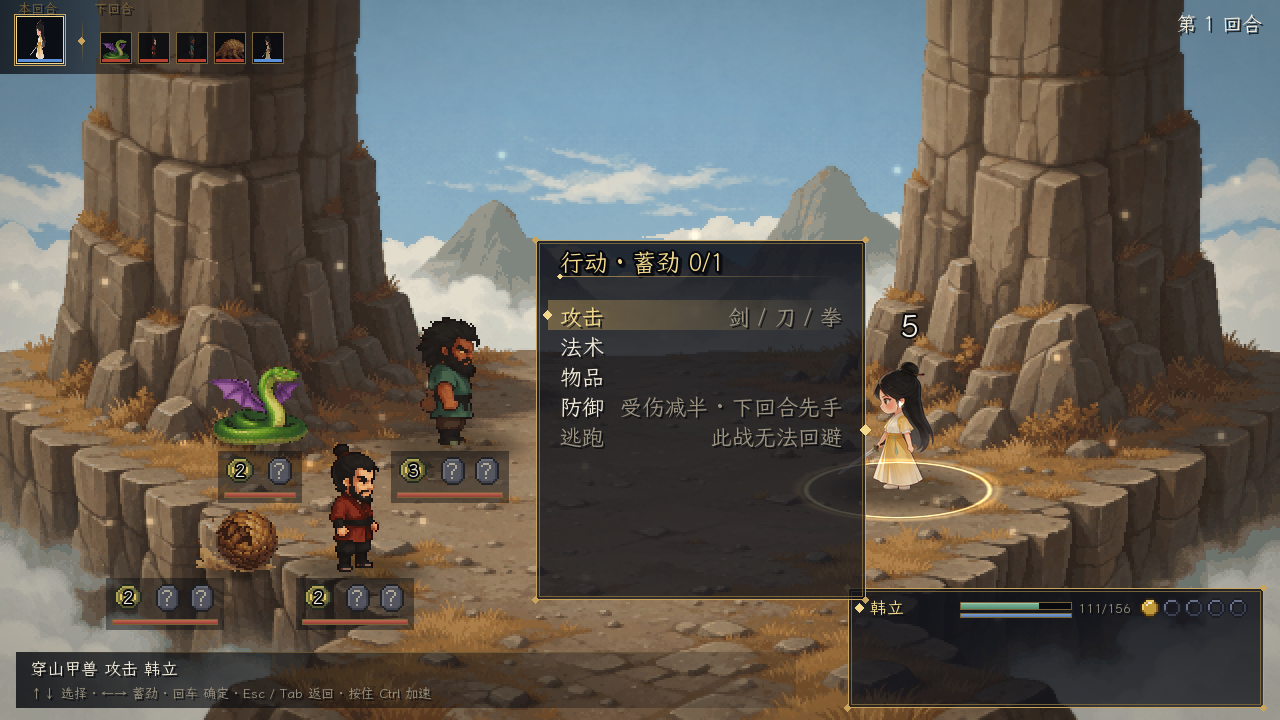 本回合 下回合
第 1 回合
行动·蓄劲 0/1
攻击 剑 / 刀 / 拳
法术
物品
防御 受伤减半·下回合先手
逃跑 此战无法回避
5
2 ?
3 ? ?
2 ? ?
2 ? ?
韩立 111/156
穿山甲兽 攻击 韩立
↑↓ 选择·←→ 蓄劲·回车 确定·Esc / Tab 返回·按住 Ctrl 加速